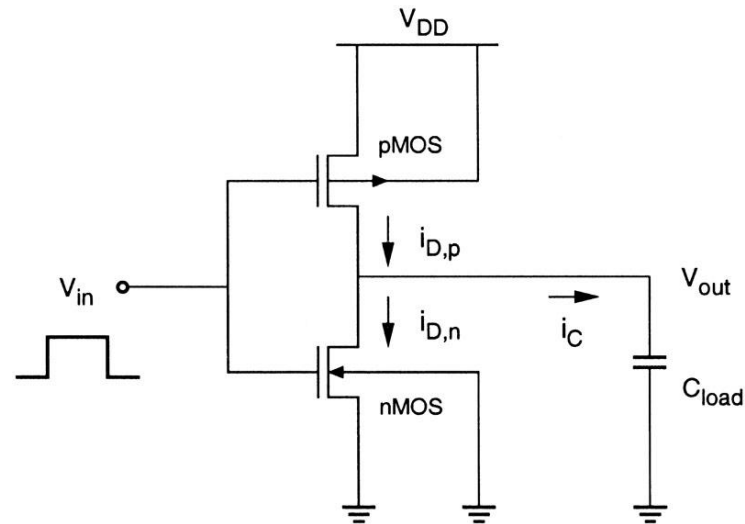 V_DD
pMOS
i_D,p
V_in
V_out
i_D,n
i_C
C_load
nMOS